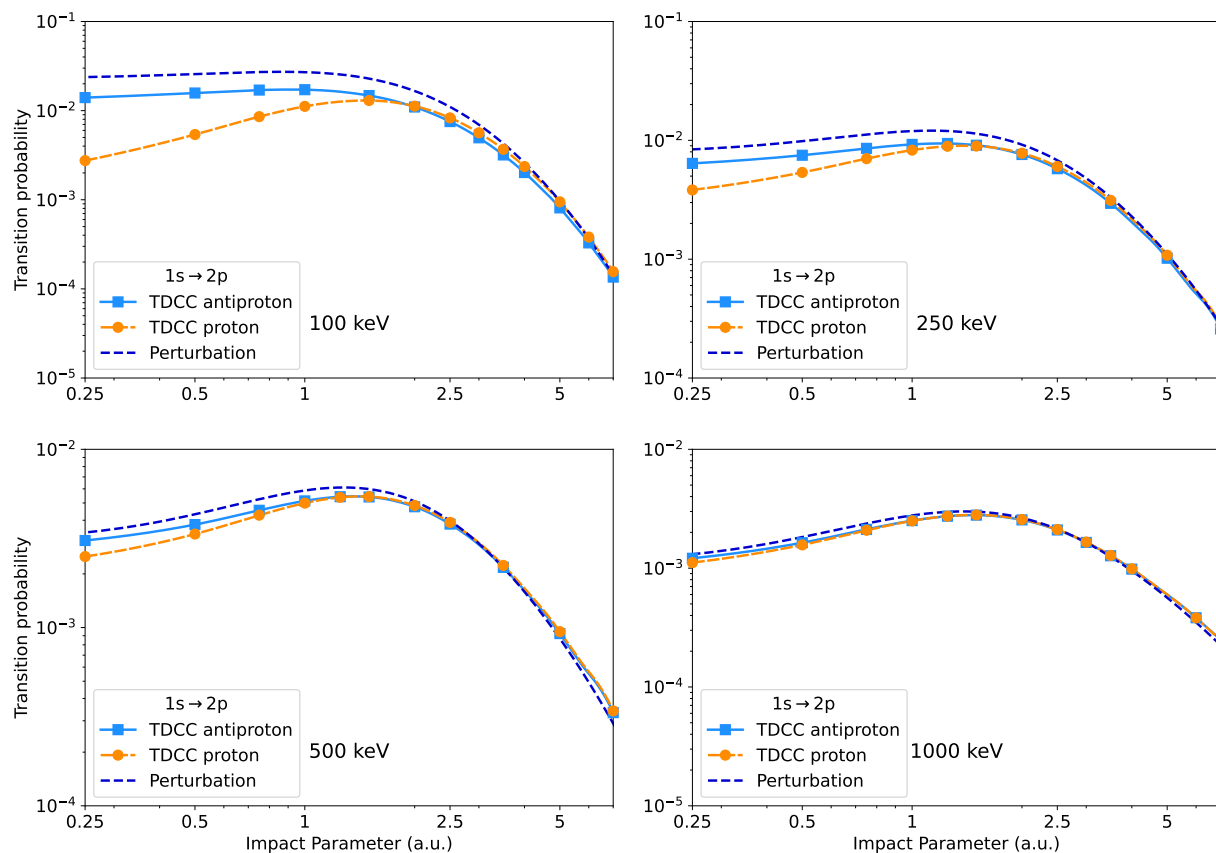 Transition probability
10⁻¹
10⁻²
10⁻³
10⁻⁴
10⁻⁵
0.25
0.5
1
2.5
5
1s→2p
TDCC antiproton
TDCC proton
Perturbation
100 keV
10⁻¹
10⁻²
10⁻³
10⁻⁴
0.25
0.5
1
2.5
5
1s→2p
TDCC antiproton
TDCC proton
Perturbation
250 keV
Transition probability
10⁻²
10⁻³
10⁻⁴
0.25
0.5
1
2.5
5
1s→2p
TDCC antiproton
TDCC proton
Perturbation
500 keV
Impact Parameter (a.u.)
10⁻²
10⁻³
10⁻⁴
10⁻⁵
0.25
0.5
1
2.5
5
1s→2p
TDCC antiproton
TDCC proton
Perturbation
1000 keV
Impact Parameter (a.u.)